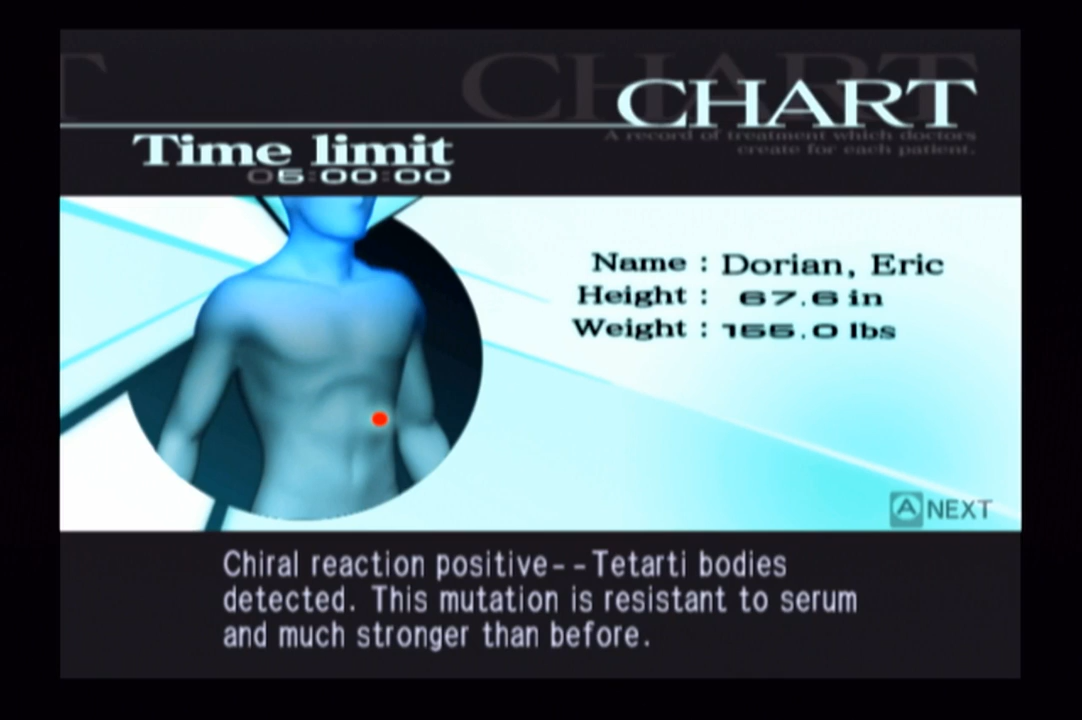 CHART
A record of treatment which doctors
create for each patient.
Time limit
05:00:00
Name : Dorian, Eric
Height : 67.6 in
Weight : 155.0 lbs
A NEXT
Chiral reaction positive--Tetarti bodies
detected. This mutation is resistant to serum
and much stronger than before.